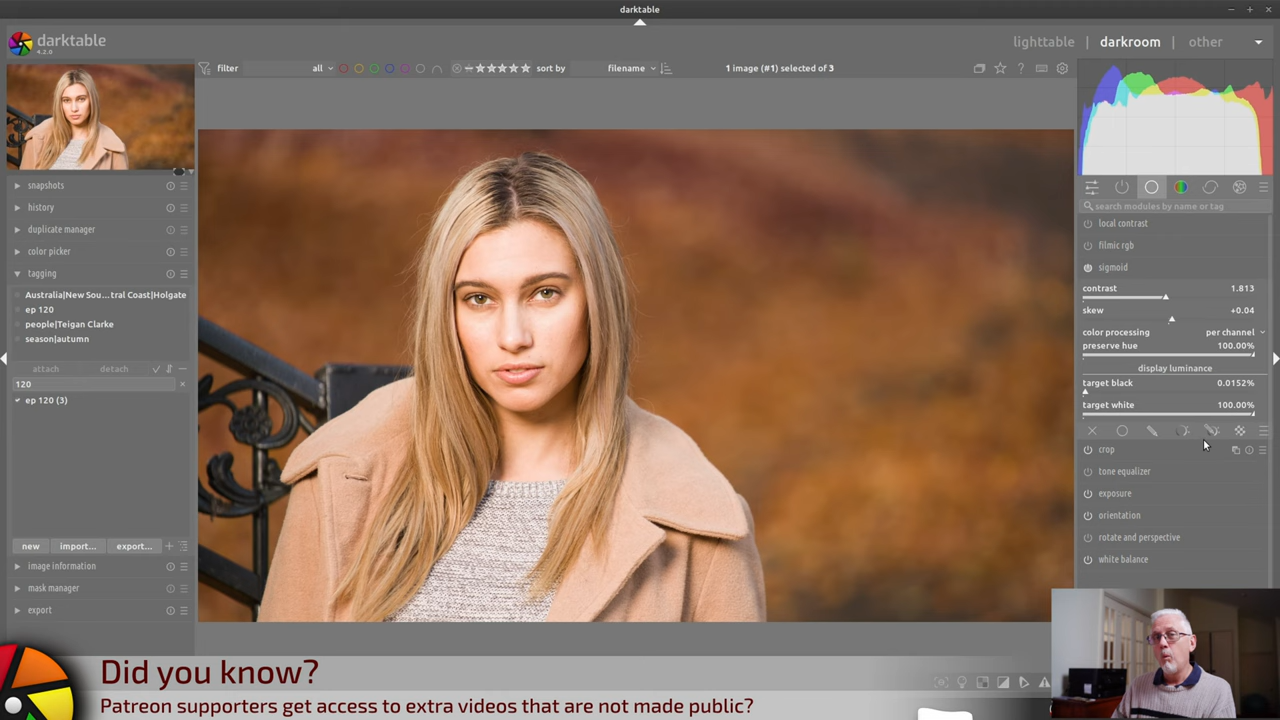 darktable
darktable
4.2.0
lighttable | darkroom | other
filter
all
sort by
filename
1 image (#1) selected of 3
snapshots
history
duplicate manager
color picker
tagging
Australia|New Sou...tral Coast|Holgate
ep 120
people|Teigan Clarke
season|autumn
attach
detach
120
ep 120 (3)
new
import...
export...
image information
mask manager
export
search modules by name or tag
local contrast
filmic rgb
sigmoid
contrast 1.813
skew +0.04
color processing per channel
preserve hue 100.00%
display luminance
target black 0.0152%
target white 100.00%
crop
tone equalizer
exposure
orientation
rotate and perspective
white balance
Did you know?
Patreon supporters get access to extra videos that are not made public?